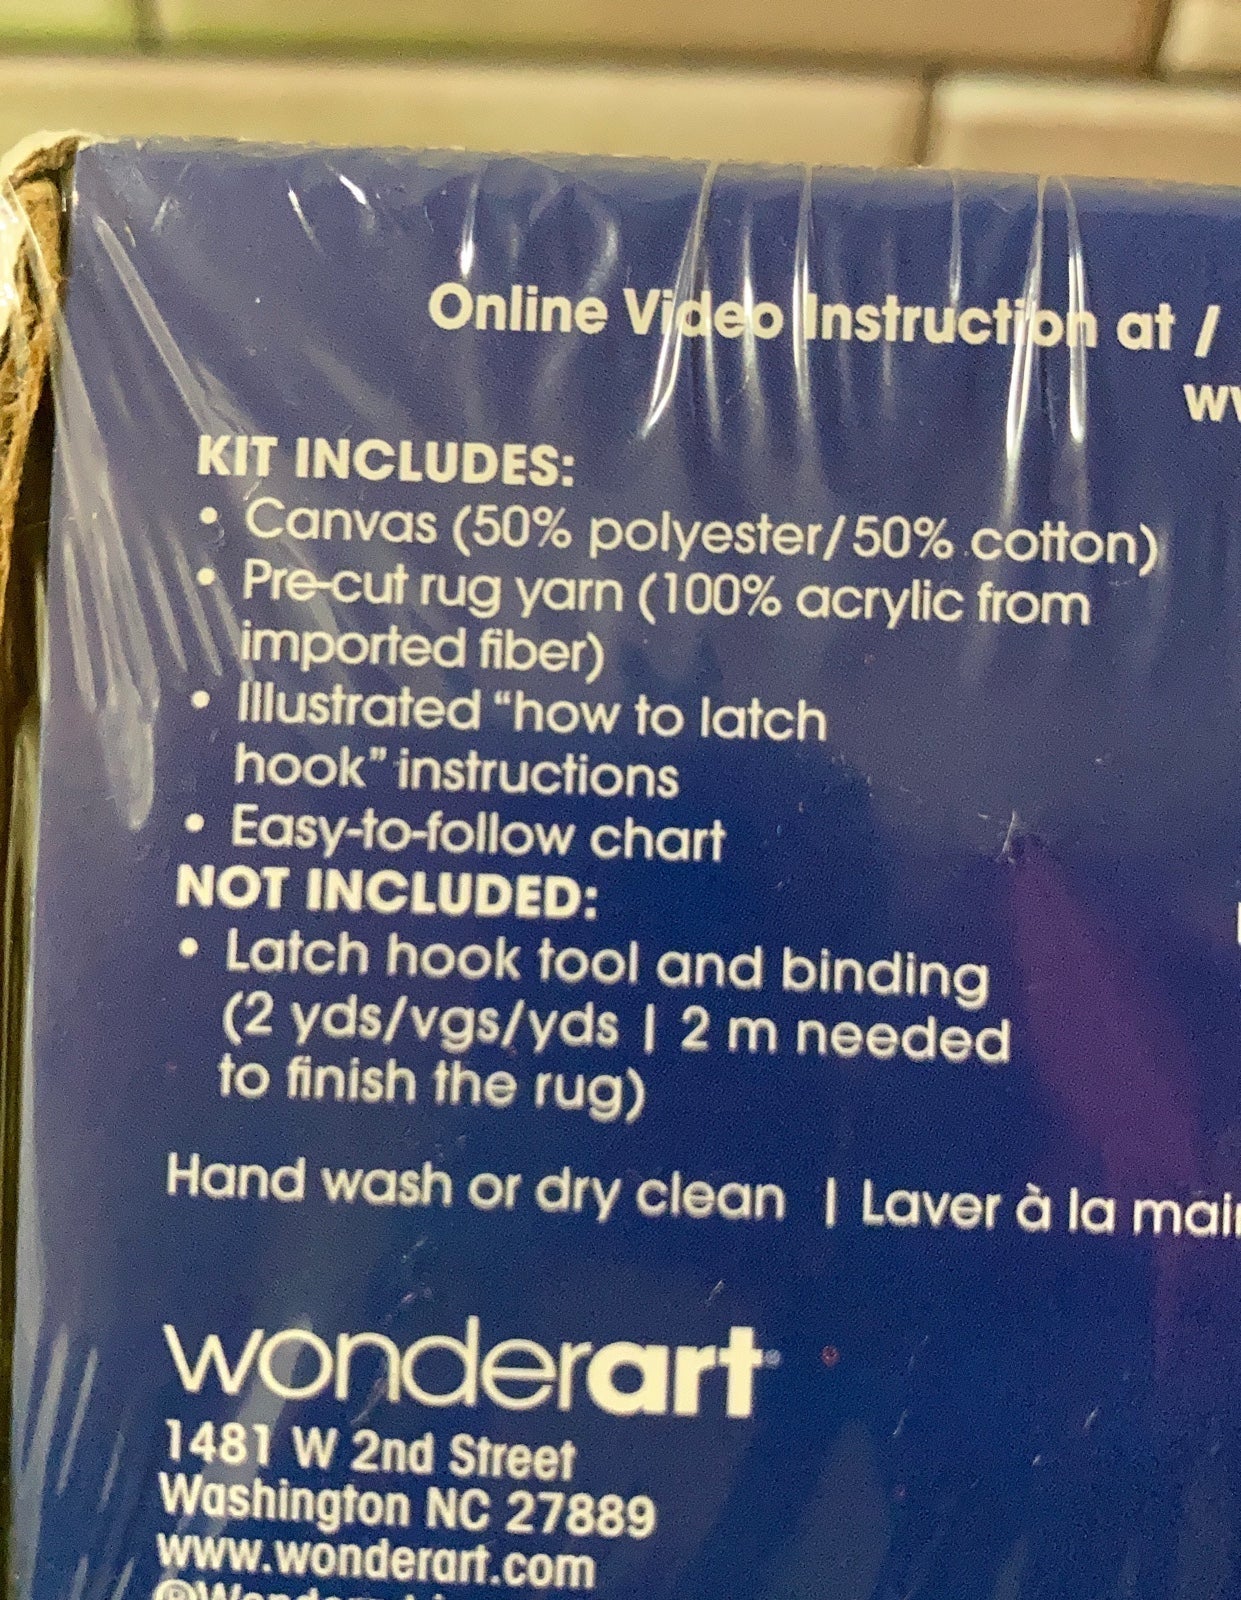 Online Video Instruction at /
KIT INCLUDES:
• Canvas (50% polyester/50% cotton)
• Pre-cut rug yarn (100% acrylic from
imported fiber)
• Illustrated “how to latch
hook” instructions
• Easy-to-follow chart
NOT INCLUDED:
• Latch hook tool and binding
(2 yds/vgs/yds | 2 m needed
to finish the rug)
Hand wash or dry clean | Laver à la
wonderart
1481 W 2nd Street
Washington NC 27889
www.wonderart.com